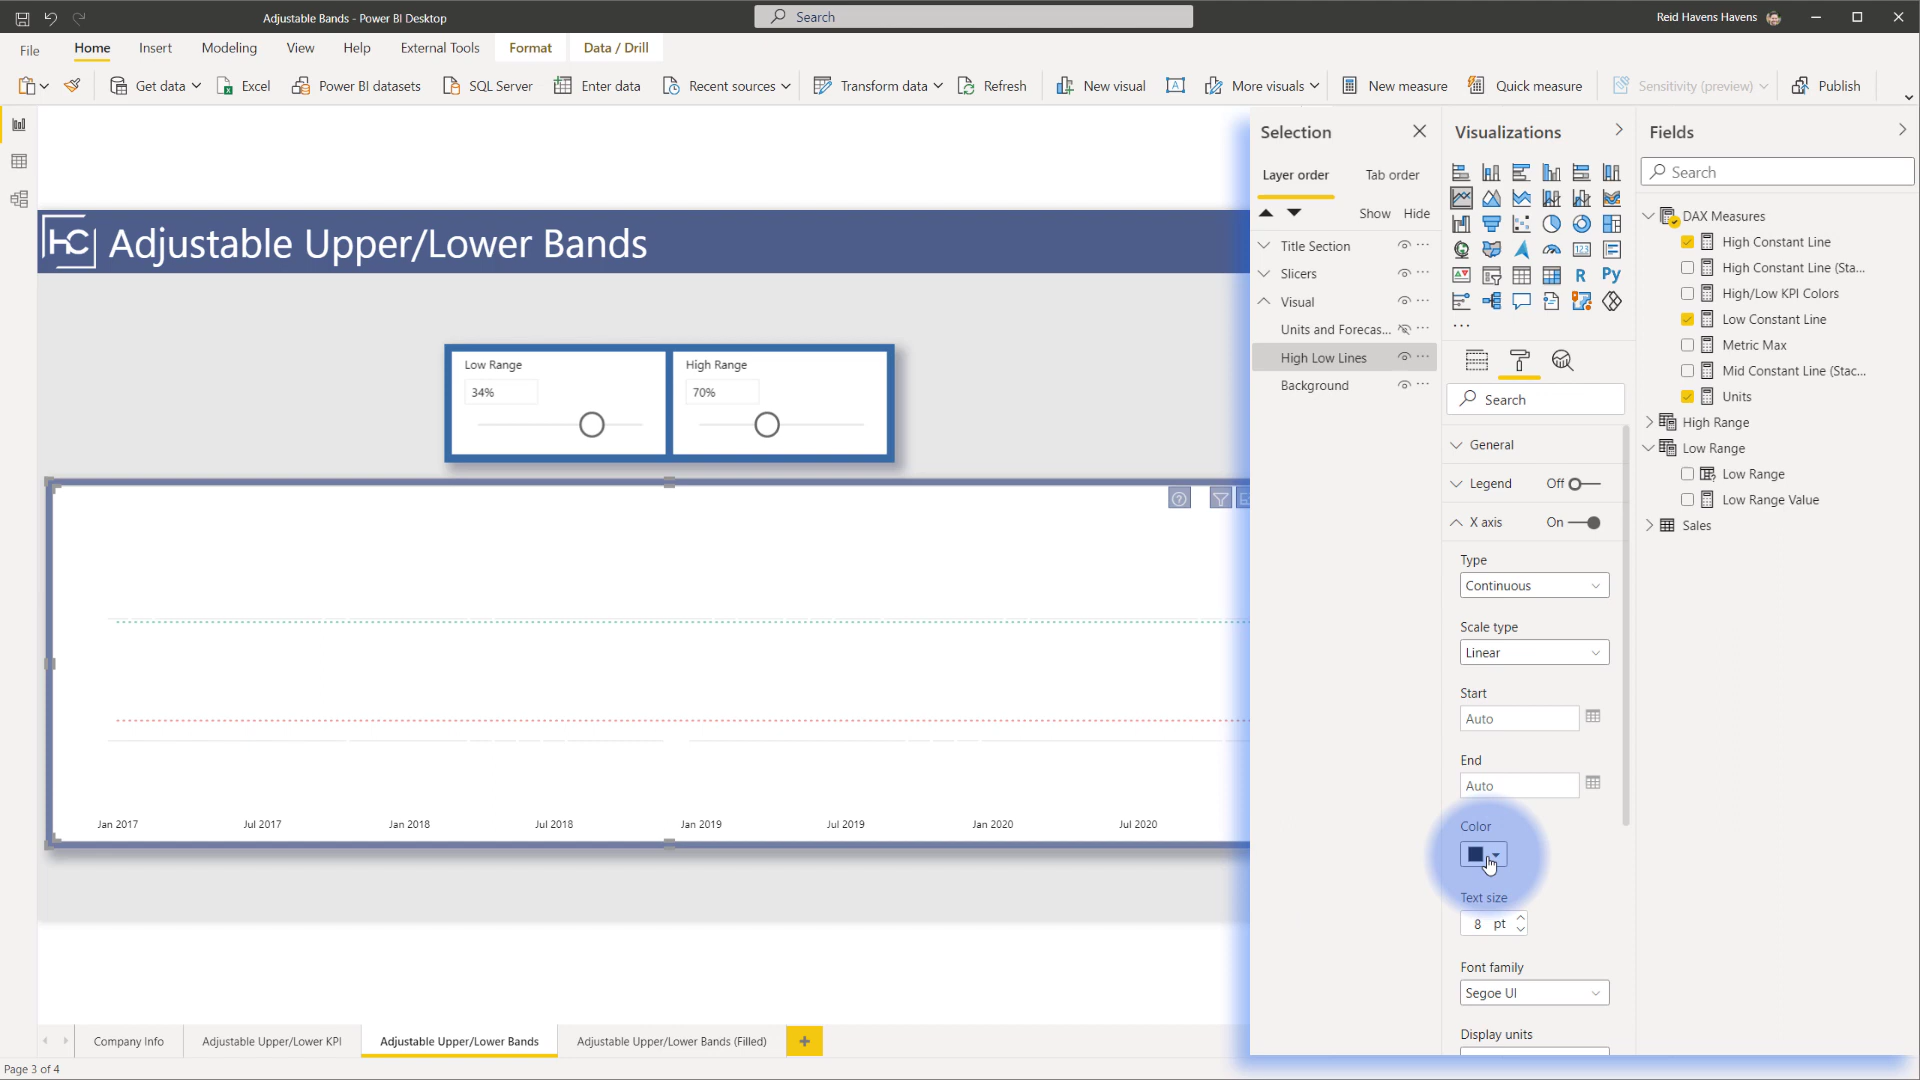 Adjustable Bands - Power BI Desktop
Search
Reid Havens Havens
File
Home
Insert
Modeling
View
Help
External Tools
Format
Data / Drill
Get data
Excel
Power BI datasets
SQL Server
Enter data
Recent sources
Transform data
Refresh
New visual
More visuals
New measure
Quick measure
Sensitivity (preview)
Publish
HC
Adjustable Upper/Lower Bands
Low Range
34%
High Range
70%
Jan 2017
Jul 2017
Jan 2018
Jul 2018
Jan 2019
Jul 2019
Jan 2020
Jul 2020
Selection
Layer order
Tab order
Show
Hide
Title Section
Slicers
Visual
Units and Forecas...
High Low Lines
Background
Visualizations
123
R
Py
Search
General
Legend
Off
X axis
On
Type
Continuous
Scale type
Linear
Start
Auto
End
Auto
Color
Text size
8 pt
Font family
Segoe UI
Display units
Fields
Search
DAX Measures
High Constant Line
High Constant Line (Sta...
High/Low KPI Colors
Low Constant Line
Metric Max
Mid Constant Line (Stac...
Units
High Range
Low Range
Low Range
Low Range Value
Sales
Company Info
Adjustable Upper/Lower KPI
Adjustable Upper/Lower Bands
Adjustable Upper/Lower Bands (Filled)
Page 3 of 4